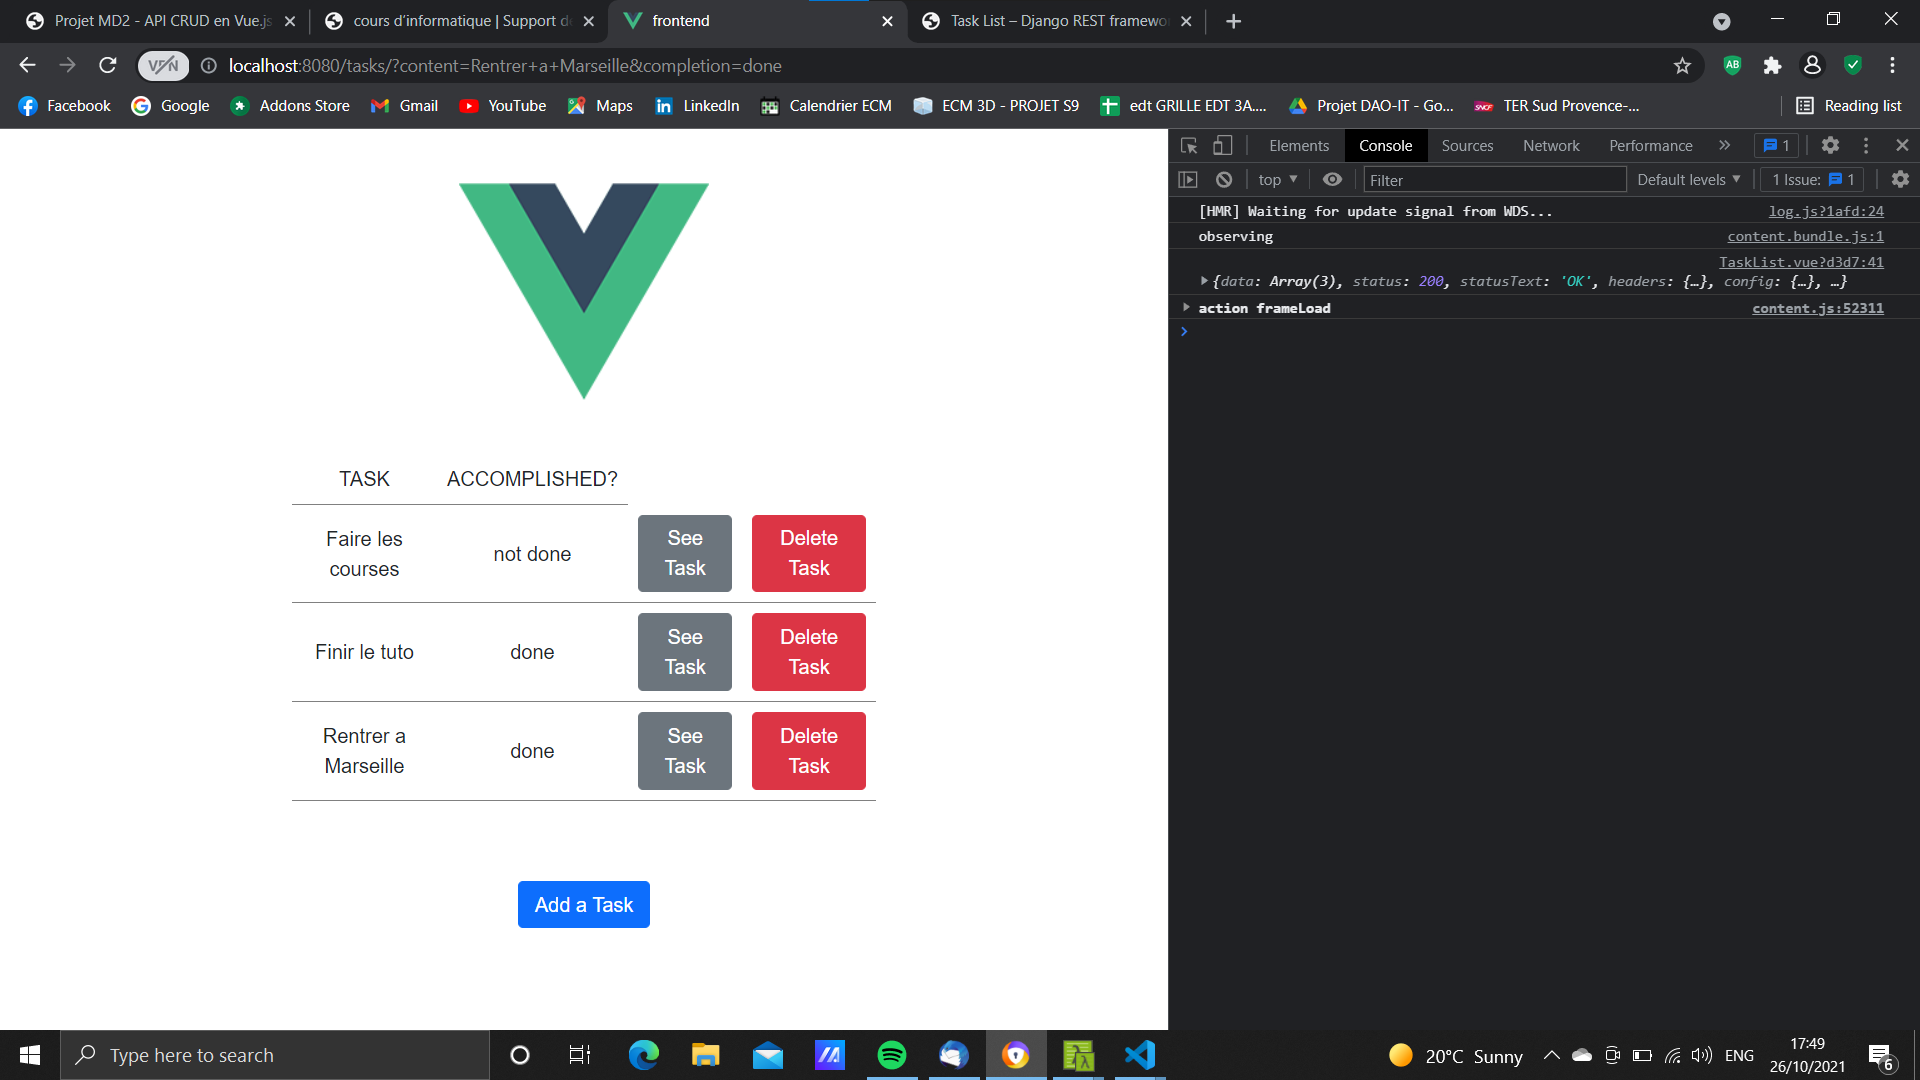 Projet MD2 - API CRUD en Vue.js
cours d'informatique | Support de
frontend
Task List – Django REST framewo
VPN
localhost:8080/tasks/?content=Rentrer+a+Marseille&completion=done
AB
Facebook
Google
Addons Store
Gmail
YouTube
Maps
LinkedIn
Calendrier ECM
ECM 3D - PROJET S9
edt GRILLE EDT 3A....
Projet DAO-IT - Go...
TER Sud Provence-...
Reading list
Elements
Console
Sources
Network
Performance
1
top
Filter
Default levels
1 Issue: 1
[HMR] Waiting for update signal from WDS... log.js?1afd:24
observing content.bundle.js:1
TaskList.vue?d3d7:41
{data: Array(3), status: 200, statusText: 'OK', headers: {…}, config: {…}, …}
action frameLoad content.js:52311
TASK ACCOMPLISHED?
Faire les
courses
not done
See
Task
Delete
Task
Finir le tuto
done
See
Task
Delete
Task
Rentrer a
Marseille
done
See
Task
Delete
Task
Add a Task
Type here to search
20°C Sunny
ENG
17:49
26/10/2021
6